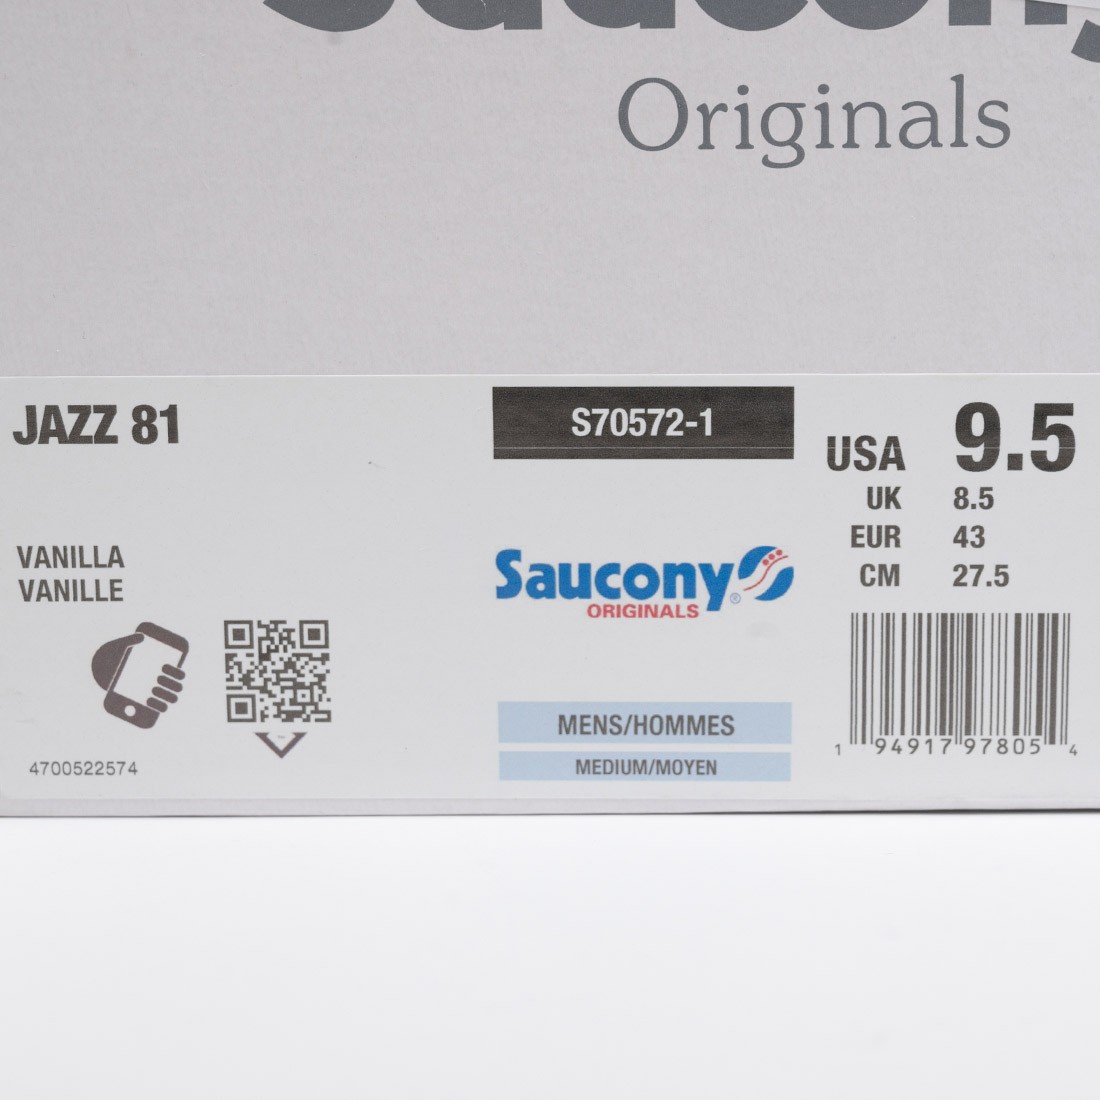 Saucony
Originals
JAZZ 81
S70572-1
USA 9.5
UK 8.5
EUR 43
CM 27.5
VANILLA
VANILLE
Saucony®
ORIGINALS
MENS/HOMMES
MEDIUM/MOYEN
4700522574
1 94917 97805 4